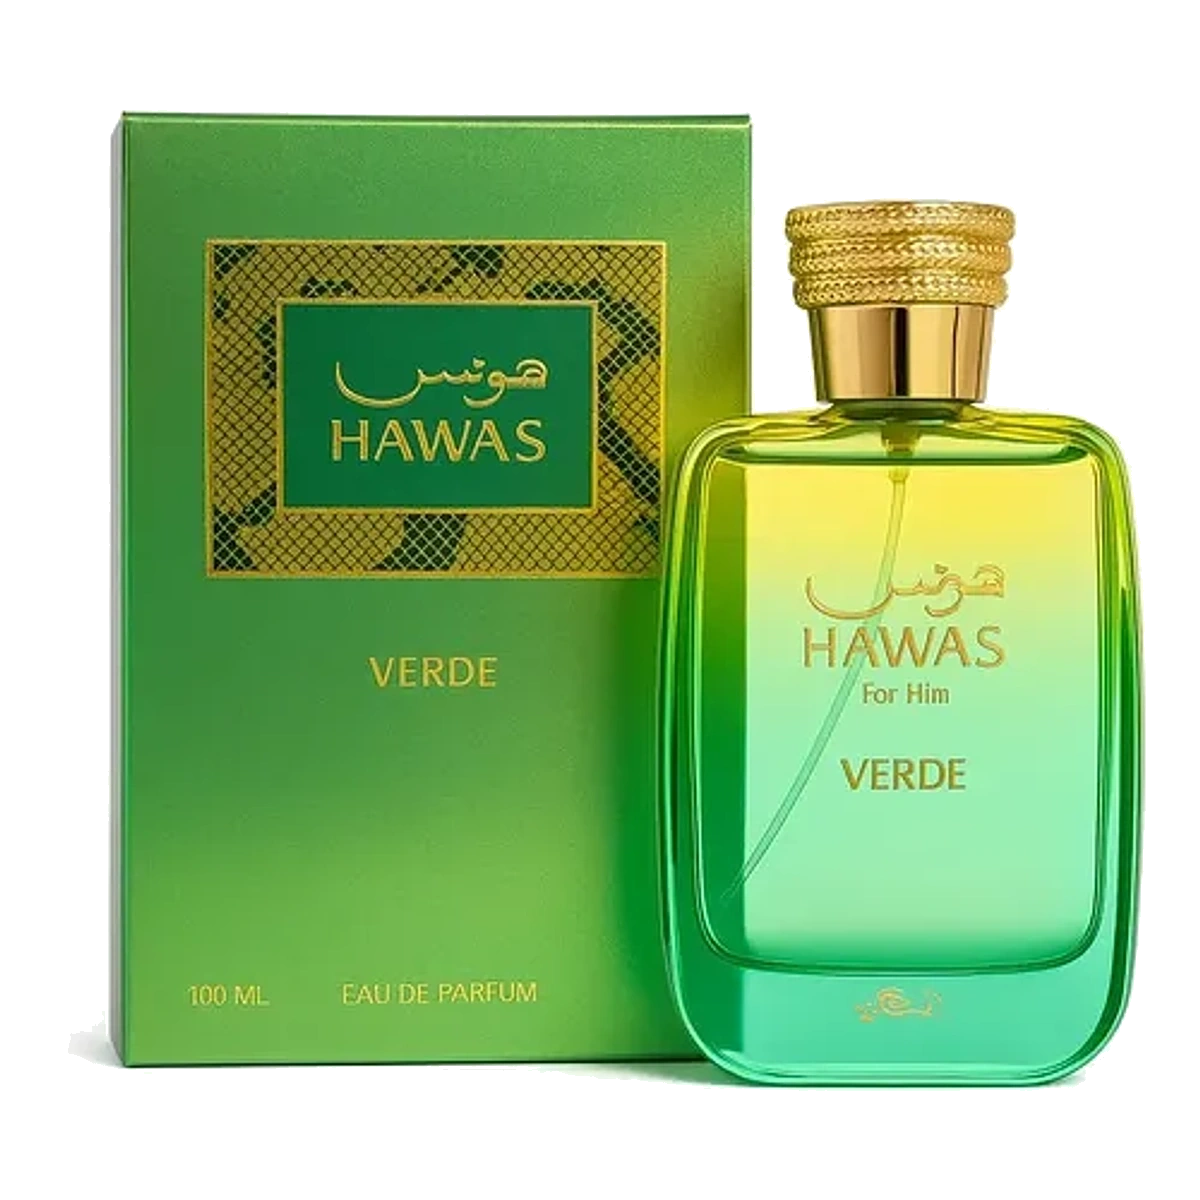 هوس
HAWAS
VERDE
100 ML
EAU DE PARFUM
هوس
HAWAS
For Him
VERDE